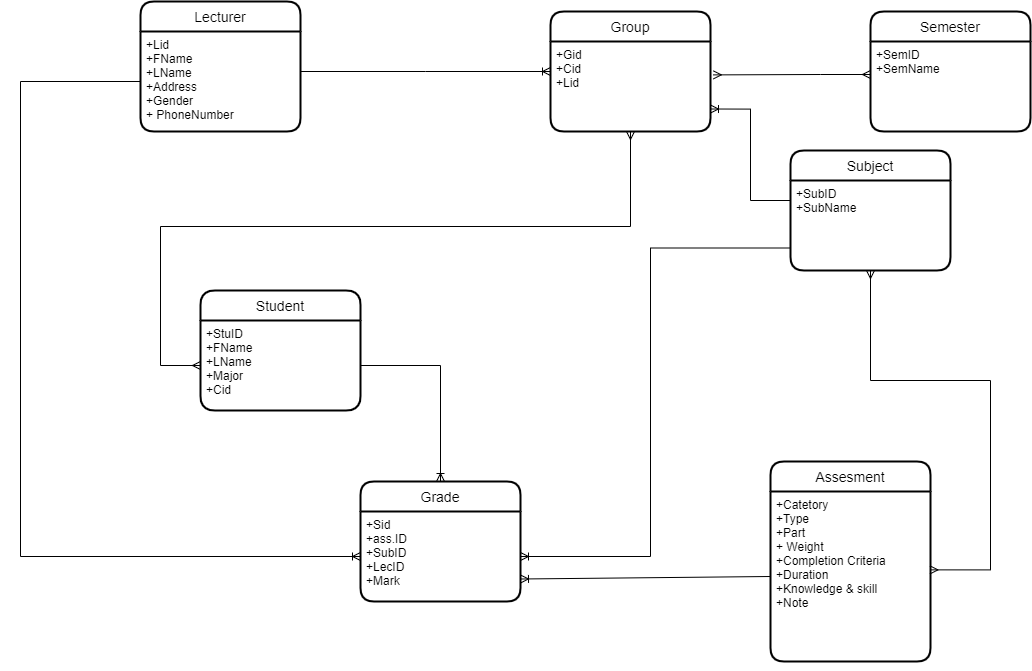 Lecturer
+Lid
+FName
+LName
+Address
+Gender
+ PhoneNumber
Group
+Gid
+Cid
+Lid
Semester
+SemID
+SemName
Subject
+SubID
+SubName
Student
+StuID
+FName
+LName
+Major
+Cid
Grade
+Sid
+ass.ID
+SubID
+LecID
+Mark
Assesment
+Catetory
+Type
+Part
+ Weight
+Completion Criteria
+Duration
+Knowledge & skill
+Note